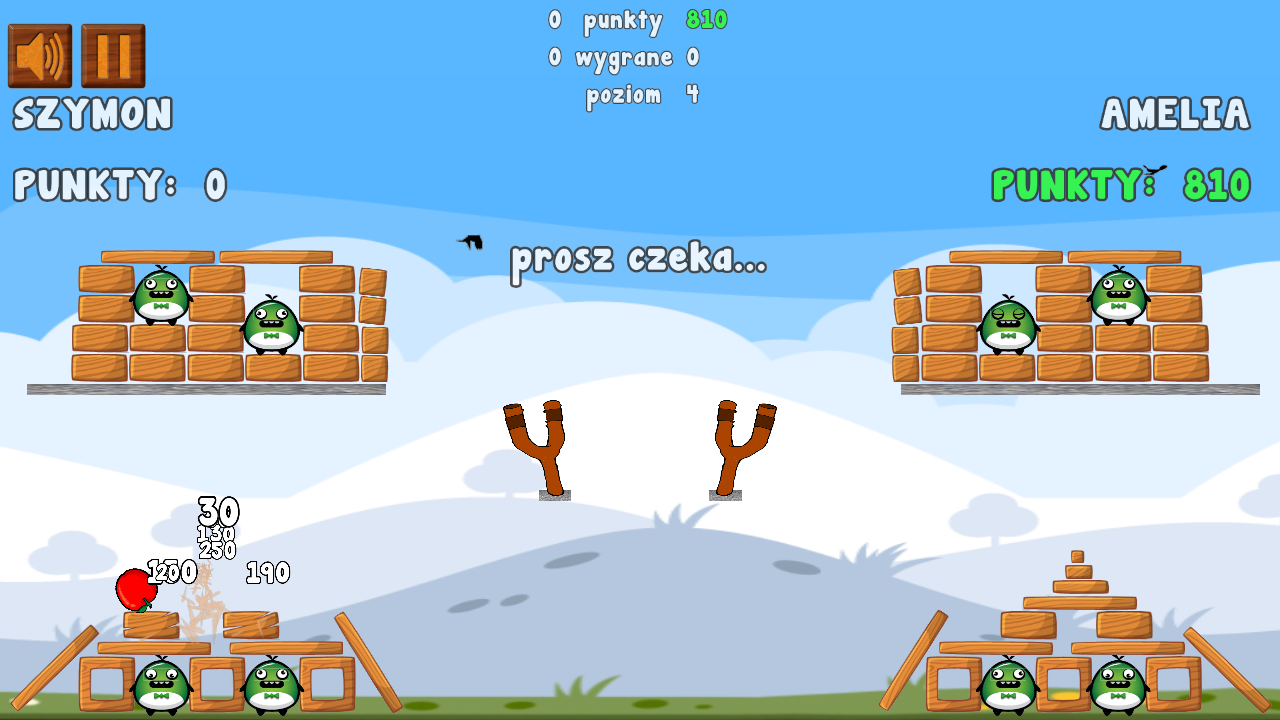 0 punkty 810
0 wygrane 0
poziom 4
SZYMON
AMELIA
PUNKTY: 0
PUNKTY: 810
prosz czeka...
30
130
250
190